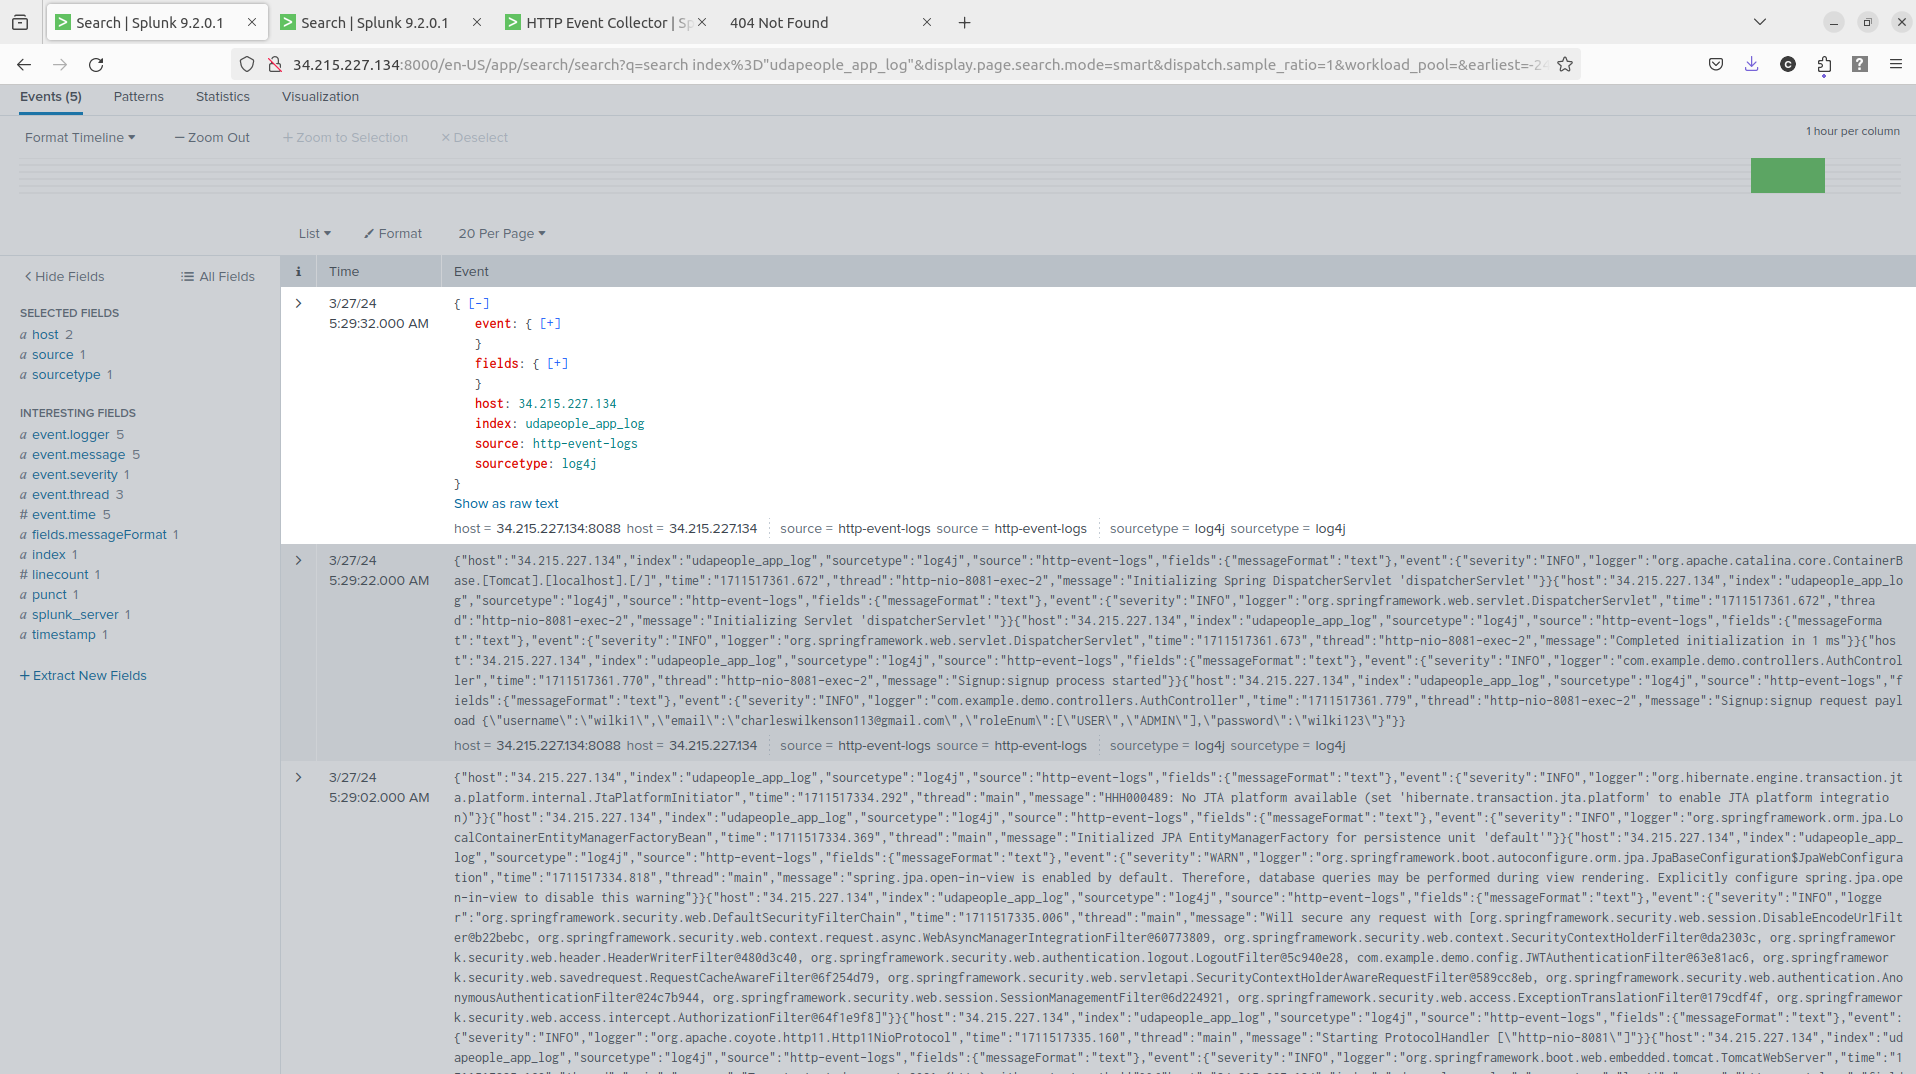 Search | Splunk 9.2.0.1
Search | Splunk 9.2.0.1
HTTP Event Collector | Sp
404 Not Found
34.215.227.134:8000/en-US/app/search/search?q=search index%3D"udapeople_app_log"&display.page.search.mode=smart&dispatch.sample_ratio=1&workload_pool=&earliest=-24
Events (5) Patterns Statistics Visualization
Format Timeline — Zoom Out + Zoom to Selection × Deselect
1 hour per column
List Format 20 Per Page
Hide Fields All Fields
i Time Event
SELECTED FIELDS
a host 2
a source 1
a sourcetype 1
INTERESTING FIELDS
a event.logger 5
a event.message 5
a event.severity 1
a event.thread 3
# event.time 5
a fields.messageFormat 1
a index 1
# linecount 1
a punct 1
a splunk_server 1
a timestamp 1
+ Extract New Fields
3/27/24
5:29:32.000 AM
{ [-]
event: { [+]
}
fields: { [+]
}
host: 34.215.227.134
index: udapeople_app_log
source: http-event-logs
sourcetype: log4j
}
Show as raw text
host = 34.215.227.134:8088 host = 34.215.227.134 source = http-event-logs source = http-event-logs sourcetype = log4j sourcetype = log4j
3/27/24
5:29:22.000 AM
{"host":"34.215.227.134","index":"udapeople_app_log","sourcetype":"log4j","source":"http-event-logs","fields":{"messageFormat":"text"},"event":{"severity":"INFO","logger":"org.apache.catalina.core.ContainerB
ase.[Tomcat].[localhost].[/]","time":"1711517361.672","thread":"http-nio-8081-exec-2","message":"Initializing Spring DispatcherServlet 'dispatcherServlet'"}}{"host":"34.215.227.134","index":"udapeople_app_lo
g","sourcetype":"log4j","source":"http-event-logs","fields":{"messageFormat":"text"},"event":{"severity":"INFO","logger":"org.springframework.web.servlet.DispatcherServlet","time":"1711517361.672","threa
d":"http-nio-8081-exec-2","message":"Initializing Servlet 'dispatcherServlet'"}}{"host":"34.215.227.134","index":"udapeople_app_log","sourcetype":"log4j","source":"http-event-logs","fields":{"messageForma
t":"text"},"event":{"severity":"INFO","logger":"org.springframework.web.servlet.DispatcherServlet","time":"1711517361.673","thread":"http-nio-8081-exec-2","message":"Completed initialization in 1 ms"}}{"hos
t":"34.215.227.134","index":"udapeople_app_log","sourcetype":"log4j","source":"http-event-logs","fields":{"messageFormat":"text"},"event":{"severity":"INFO","logger":"com.example.demo.controllers.AuthControl
ler","time":"1711517361.770","thread":"http-nio-8081-exec-2","message":"Signup:signup process started"}}{"host":"34.215.227.134","index":"udapeople_app_log","sourcetype":"log4j","source":"http-event-logs","f
ields":{"messageFormat":"text"},"event":{"severity":"INFO","logger":"com.example.demo.controllers.AuthController","time":"1711517361.779","thread":"http-nio-8081-exec-2","message":"Signup:signup request payl
oad {\"username\":\"wilki1\",\"email\":\"charleswilkenson113@gmail.com\",\"roleEnum\":[\"USER\",\"ADMIN\"],\"password\":\"wilki123\"}"}}
host = 34.215.227.134:8088 host = 34.215.227.134 source = http-event-logs source = http-event-logs sourcetype = log4j sourcetype = log4j
3/27/24
5:29:02.000 AM
{"host":"34.215.227.134","index":"udapeople_app_log","sourcetype":"log4j","source":"http-event-logs","fields":{"messageFormat":"text"},"event":{"severity":"INFO","logger":"org.hibernate.engine.transaction.jt
a.platform.internal.JtaPlatformInitiator","time":"1711517334.292","thread":"main","message":"HHH000489: No JTA platform available (set 'hibernate.transaction.jta.platform' to enable JTA platform integratio
n)"}}{"host":"34.215.227.134","index":"udapeople_app_log","sourcetype":"log4j","source":"http-event-logs","fields":{"messageFormat":"text"},"event":{"severity":"INFO","logger":"org.springframework.orm.jpa.Lo
calContainerEntityManagerFactoryBean","time":"1711517334.369","thread":"main","message":"Initialized JPA EntityManagerFactory for persistence unit 'default'"}}{"host":"34.215.227.134","index":"udapeople_app_
log","sourcetype":"log4j","source":"http-event-logs","fields":{"messageFormat":"text"},"event":{"severity":"WARN","logger":"org.springframework.boot.autoconfigure.orm.jpa.JpaBaseConfiguration$JpaWebConfigura
tion","time":"1711517334.818","thread":"main","message":"spring.jpa.open-in-view is enabled by default. Therefore, database queries may be performed during view rendering. Explicitly configure spring.jpa.ope
n-in-view to disable this warning"}}{"host":"34.215.227.134","index":"udapeople_app_log","sourcetype":"log4j","source":"http-event-logs","fields":{"messageFormat":"text"},"event":{"severity":"INFO","logge
r":"org.springframework.security.web.DefaultSecurityFilterChain","time":"1711517335.006","thread":"main","message":"Will secure any request with [org.springframework.security.web.session.DisableEncodeUrlFilt
er@b22bebc, org.springframework.security.web.context.request.async.WebAsyncManagerIntegrationFilter@60773809, org.springframework.security.web.context.SecurityContextHolderFilter@da2303c, org.springframewor
k.security.web.header.HeaderWriterFilter@480d3c40, org.springframework.security.web.authentication.logout.LogoutFilter@5c940e28, com.example.demo.config.JWTAuthenticationFilter@63e81ac6, org.springframewor
k.security.web.savedrequest.RequestCacheAwareFilter@6f254d79, org.springframework.security.web.servletapi.SecurityContextHolderAwareRequestFilter@589cc8eb, org.springframework.security.web.authentication.Ano
nymousAuthenticationFilter@24c7b944, org.springframework.security.web.session.SessionManagementFilter@6d224921, org.springframework.security.web.access.ExceptionTranslationFilter@179cdf4f, org.springframewor
k.security.web.access.intercept.AuthorizationFilter@64f1e9f8]"}}{"host":"34.215.227.134","index":"udapeople_app_log","sourcetype":"log4j","source":"http-event-logs","fields":{"messageFormat":"text"},"event":
{"severity":"INFO","logger":"org.apache.coyote.http11.Http11NioProtocol","time":"1711517335.160","thread":"main","message":"Starting ProtocolHandler [\"http-nio-8081\"]"}}{"host":"34.215.227.134","index":"ud
apeople_app_log","sourcetype":"log4j","source":"http-event-logs","fields":{"messageFormat":"text"},"event":{"severity":"INFO","logger":"org.springframework.boot.web.embedded.tomcat.TomcatWebServer","time":"1